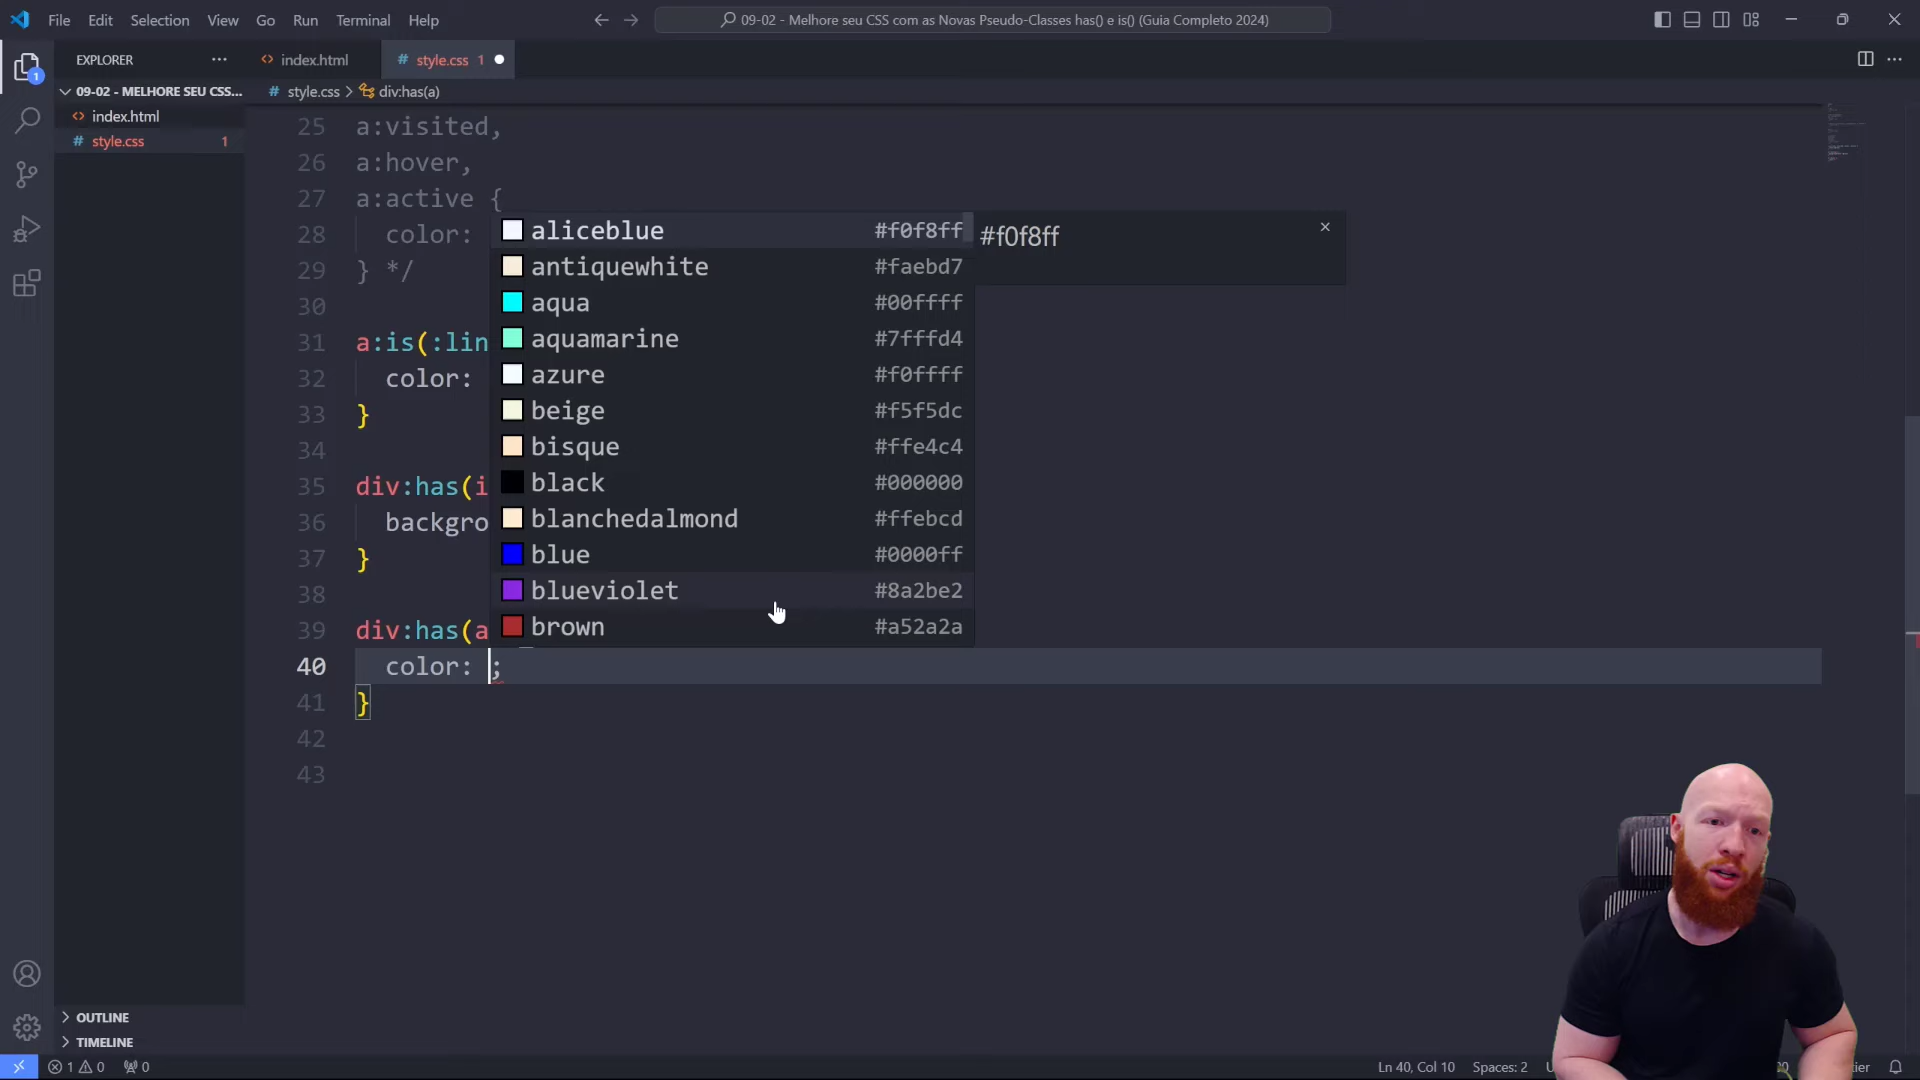 File Edit Selection View Go Run Terminal Help
09-02 - Melhore seu CSS com as Novas Pseudo-Classes has() e is() (Guia Completo 2024)
EXPLORER
index.html
# style.css 1
09-02 - MELHORE SEU CSS...
index.html
# style.css 1
# style.css > div:has(a)
1
25 a:visited,
26 a:hover,
27 a:active {
28 color:
29 } */
30
31 a:is(:lin
32 color:
33 }
34
35 div:has(i
36 backgro
37 }
38
39 div:has(a
40 color: ;
41 }
42
43
aliceblue #f0f8ff
antiquewhite #faebd7
aqua #00ffff
aquamarine #7fffd4
azure #f0ffff
beige #f5f5dc
bisque #ffe4c4
black #000000
blanchedalmond #ffebcd
blue #0000ff
blueviolet #8a2be2
brown #a52a2a
#f0f8ff
OUTLINE
TIMELINE
1 0 0
Ln 40, Col 10 Spaces: 2